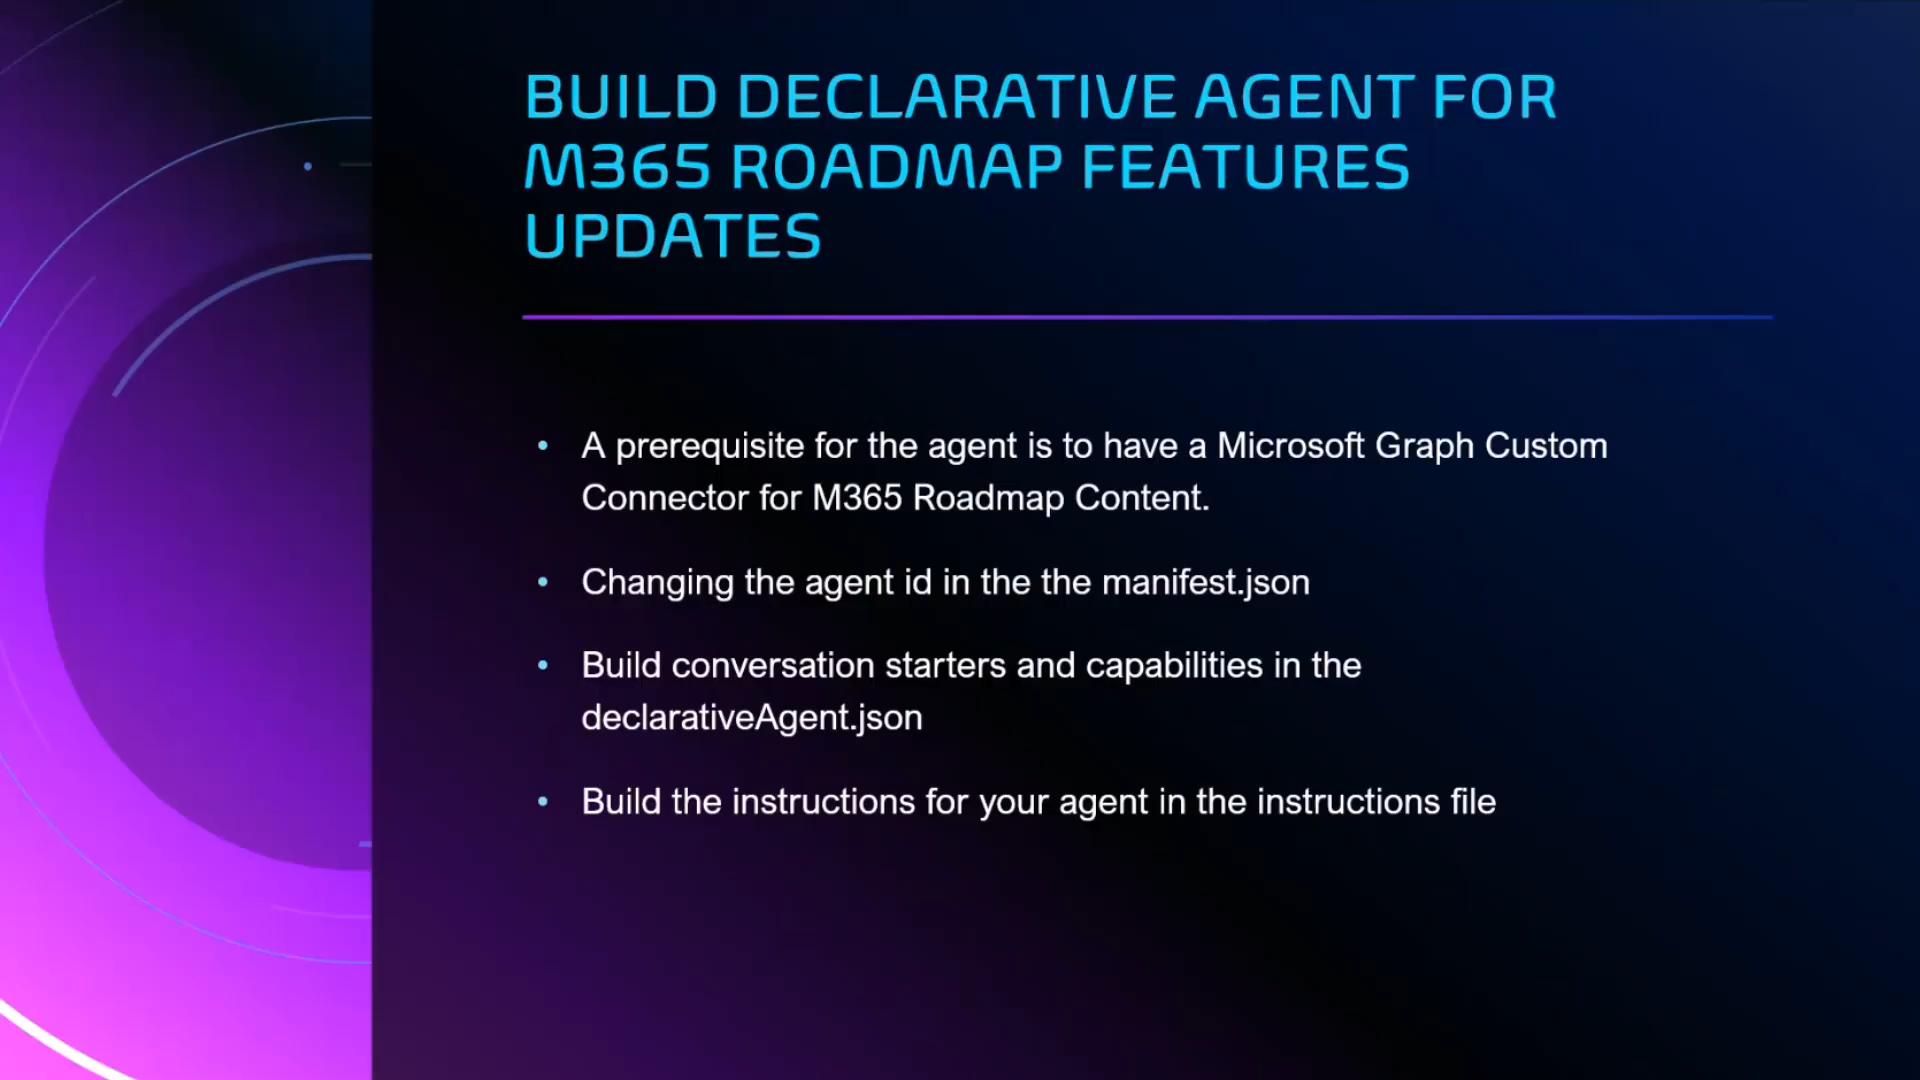 BUILD DECLARATIVE AGENT FOR
M365 ROADMAP FEATURES
UPDATES
• A prerequisite for the agent is to have a Microsoft Graph Custom
Connector for M365 Roadmap Content.
• Changing the agent id in the the manifest.json
• Build conversation starters and capabilities in the
declarativeAgent.json
• Build the instructions for your agent in the instructions file